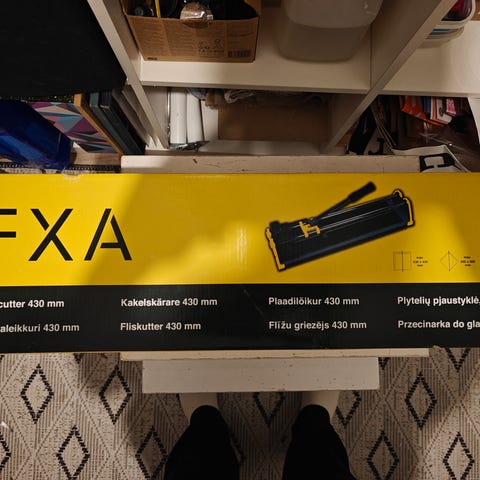 FXA
cutter 430 mm
Kakelskärare 430 mm
Plaadilõikur 430 mm
Plytelių pjaustyklė,
aleikkuri 430 mm
Fliskutter 430 mm
Flīžu griezējs 430 mm
Przecinarka do gla